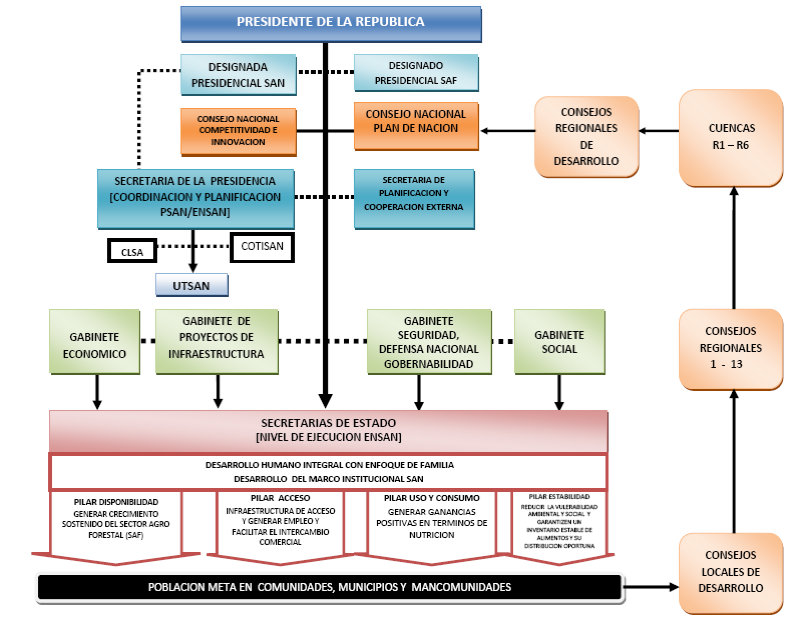 PRESIDENTE DE LA REPUBLICA
DESIGNADA
PRESIDENCIAL SAN
DESIGNADO
PRESIDENCIAL SAF
CONSEJO NACIONAL
COMPETITIVIDAD E
INNOVACION
CONSEJO NACIONAL
PLAN DE NACION
CONSEJOS
REGIONALES
DE
DESARROLLO
CUENCAS
R1 – R6
SECRETARIA DE LA PRESIDENCIA
[COORDINACION Y PLANIFICACION
PSAN/ENSAN]
SECRETARIA DE
PLANIFICACION Y
COOPERACION EXTERNA
CLSA
COTISAN
UTSAN
GABINETE
ECONOMICO
GABINETE DE
PROYECTOS DE
INFRAESTRUCTURA
GABINETE
SEGURIDAD,
DEFENSA NACIONAL
GOBERNABILIDAD
GABINETE
SOCIAL
CONSEJOS
REGIONALES
1 - 13
SECRETARIAS DE ESTADO
[NIVEL DE EJECUCION ENSAN]
DESARROLLO HUMANO INTEGRAL CON ENFOQUE DE FAMILIA
DESARROLLO DEL MARCO INSTITUCIONAL SAN
PILAR DISPONIBILIDAD
GENERAR CRECIMIENTO
SOSTENIDO DEL SECTOR AGRO
FORESTAL (SAF)
PILAR ACCESO
INFRAESTRUCTURA DE ACCESO
Y GENERAR EMPLEO Y
FACILITAR EL INTERCAMBIO
COMERCIAL
PILAR USO Y CONSUMO
GENERAR GANANCIAS
POSITIVAS EN TERMINOS DE
NUTRICION
PILAR ESTABILIDAD
REDUCIR LA VULERABILIDAD
AMBIENTAL Y SOCIAL Y
GARANTIZEN UN
INVENTARIO ESTABLE DE
ALIMENTOS Y SU
DISTRIBUCION OPORTUNA
CONSEJOS
LOCALES DE
DESARROLLO
POBLACION META EN COMUNIDADES, MUNICIPIOS Y MANCOMUNIDADES